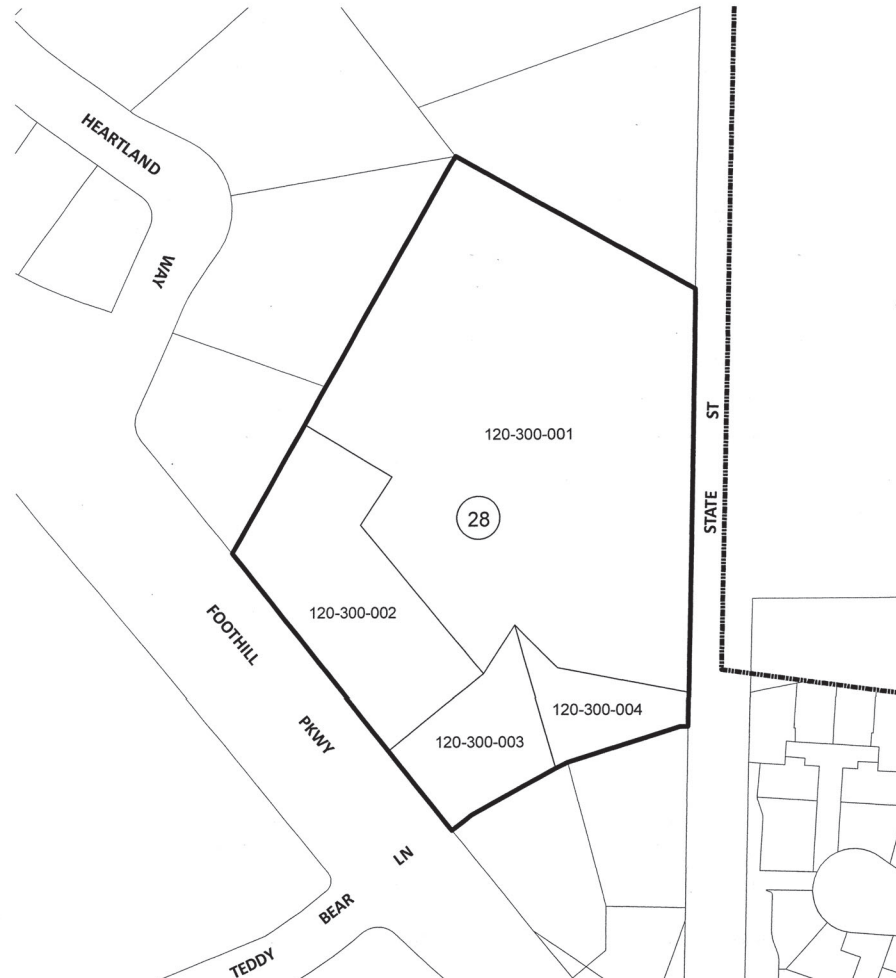 HEARTLAND
WAY
120-300-001
ST
28
STATE
120-300-002
FOOTHILL
120-300-004
PKWY
120-300-003
LN
BEAR
TEDDY